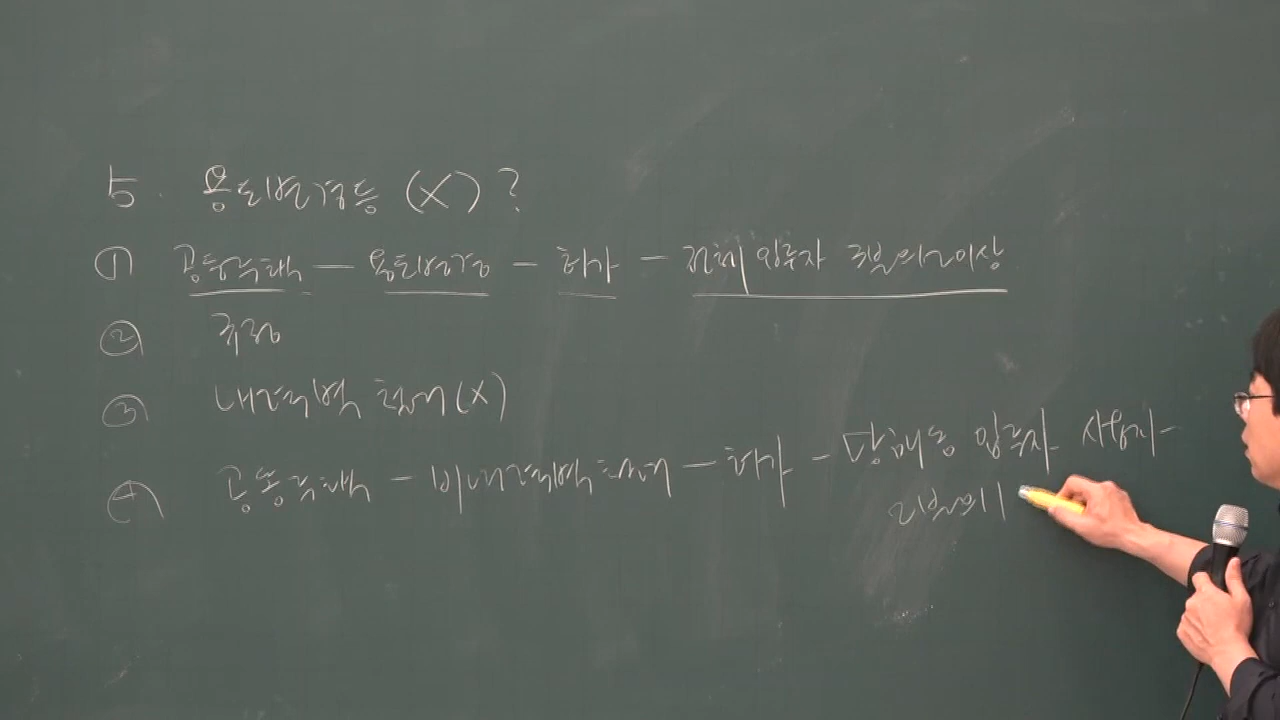 5. 용도변경등 (X) ?
① 공동주택 — 용도변경 — 허가 — 전체 입주자 3분의2이상
②
③ 내력벽 철거 (X)
④ 공동주택 — 비내력벽 철거 — 허가 — 당해동 입주자 사용자
2분의1